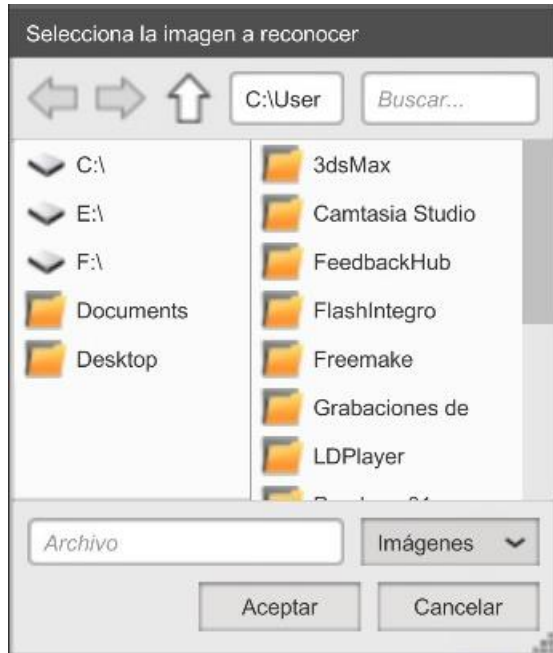 Selecciona la imagen a reconocer
C:\User
Buscar...
C:\
E:\
F:\
Documents
Desktop
3dsMax
Camtasia Studio
FeedbackHub
FlashIntegro
Freemake
Grabaciones de
LDPlayer
Archivo
Imágenes
Aceptar
Cancelar